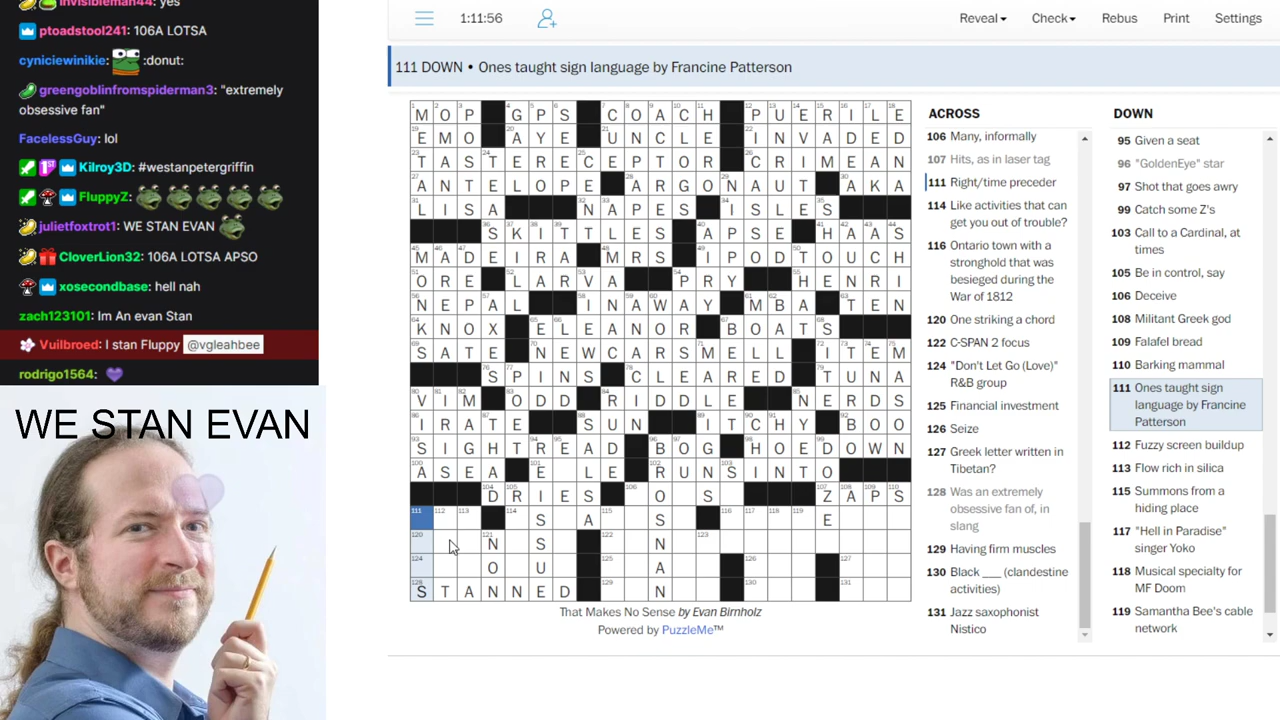 invisibleman44: yes
ptoadstool241: 106A LOTSA
cyniciewinikie: :donut:
greengoblinfromspiderman3: "extremely
obsessive fan"
FacelessGuy: lol
Kilroy3D: #westanpetergriffin
FluppyZ:
julietfoxtrot1: WE STAN EVAN
CloverLion32: 106A LOTSA APSO
xosecondbase: hell nah
zach123101: Im An evan Stan
Vuilbroed: I stan Fluppy @vgleahbee
rodrigo1564:
WE STAN EVAN
1:11:56
Reveal
Check
Rebus
Print
Settings
111 DOWN • Ones taught sign language by Francine Patterson
M O P G P S C O A C H P U E R I L E
E M O A Y E U N C L E I N V A D E D
T A S T E R E C E P T O R C R I M E A N
A N T E L O P E A R G O N A U T A K A
L I S A N A P E S I S L E S
S K I T T L E S A P S E H A A S
M A D E I R A M R S I P O D T O U C H
O R E L A R V A P R Y H E N R I
N E P A L I N A W A Y M B A T E N
K N O X E L E A N O R B O A T S
S A T E N E W C A R S M E L L I T E M
S P I N S C L E A R E D T U N A
V I M O D D R I D D L E N E R D S
I R A T E S U N I T C H Y B O O
S I G H T R E A D B O G H O E D O W N
A S E A E L E R U N S I N T O
D R I E S O S Z A P S
S A S E
N S N
O U A
S T A N N E D N
That Makes No Sense by Evan Birnholz
Powered by PuzzleMe™
ACROSS
106 Many, informally
107 Hits, as in laser tag
111 Right/time preceder
114 Like activities that can
get you out of trouble?
116 Ontario town with a
stronghold that was
besieged during the
War of 1812
120 One striking a chord
122 C-SPAN 2 focus
124 "Don't Let Go (Love)"
R&B group
125 Financial investment
126 Seize
127 Greek letter written in
Tibetan?
128 Was an extremely
obsessive fan of, in
slang
129 Having firm muscles
130 Black ___ (clandestine
activities)
131 Jazz saxophonist
Nistico
DOWN
95 Given a seat
96 "GoldenEye" star
97 Shot that goes awry
99 Catch some Z's
103 Call to a Cardinal, at
times
105 Be in control, say
106 Deceive
108 Militant Greek god
109 Falafel bread
110 Barking mammal
111 Ones taught sign
language by Francine
Patterson
112 Fuzzy screen buildup
113 Flow rich in silica
115 Summons from a
hiding place
117 "Hell in Paradise"
singer Yoko
118 Musical specialty for
MF Doom
119 Samantha Bee's cable
network